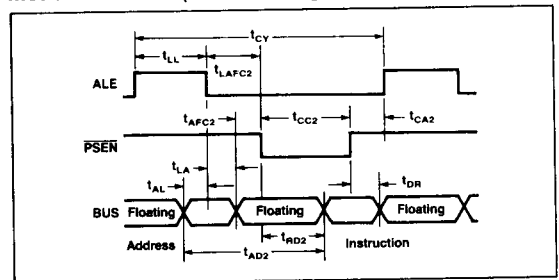 tCY
tLL
tLAFC2
ALE
tAFC2
tCC2
tCA2
PSEN
tLA
tAL
tDR
BUS Floating Floating Floating
tRD2
Address Instruction
tAD2